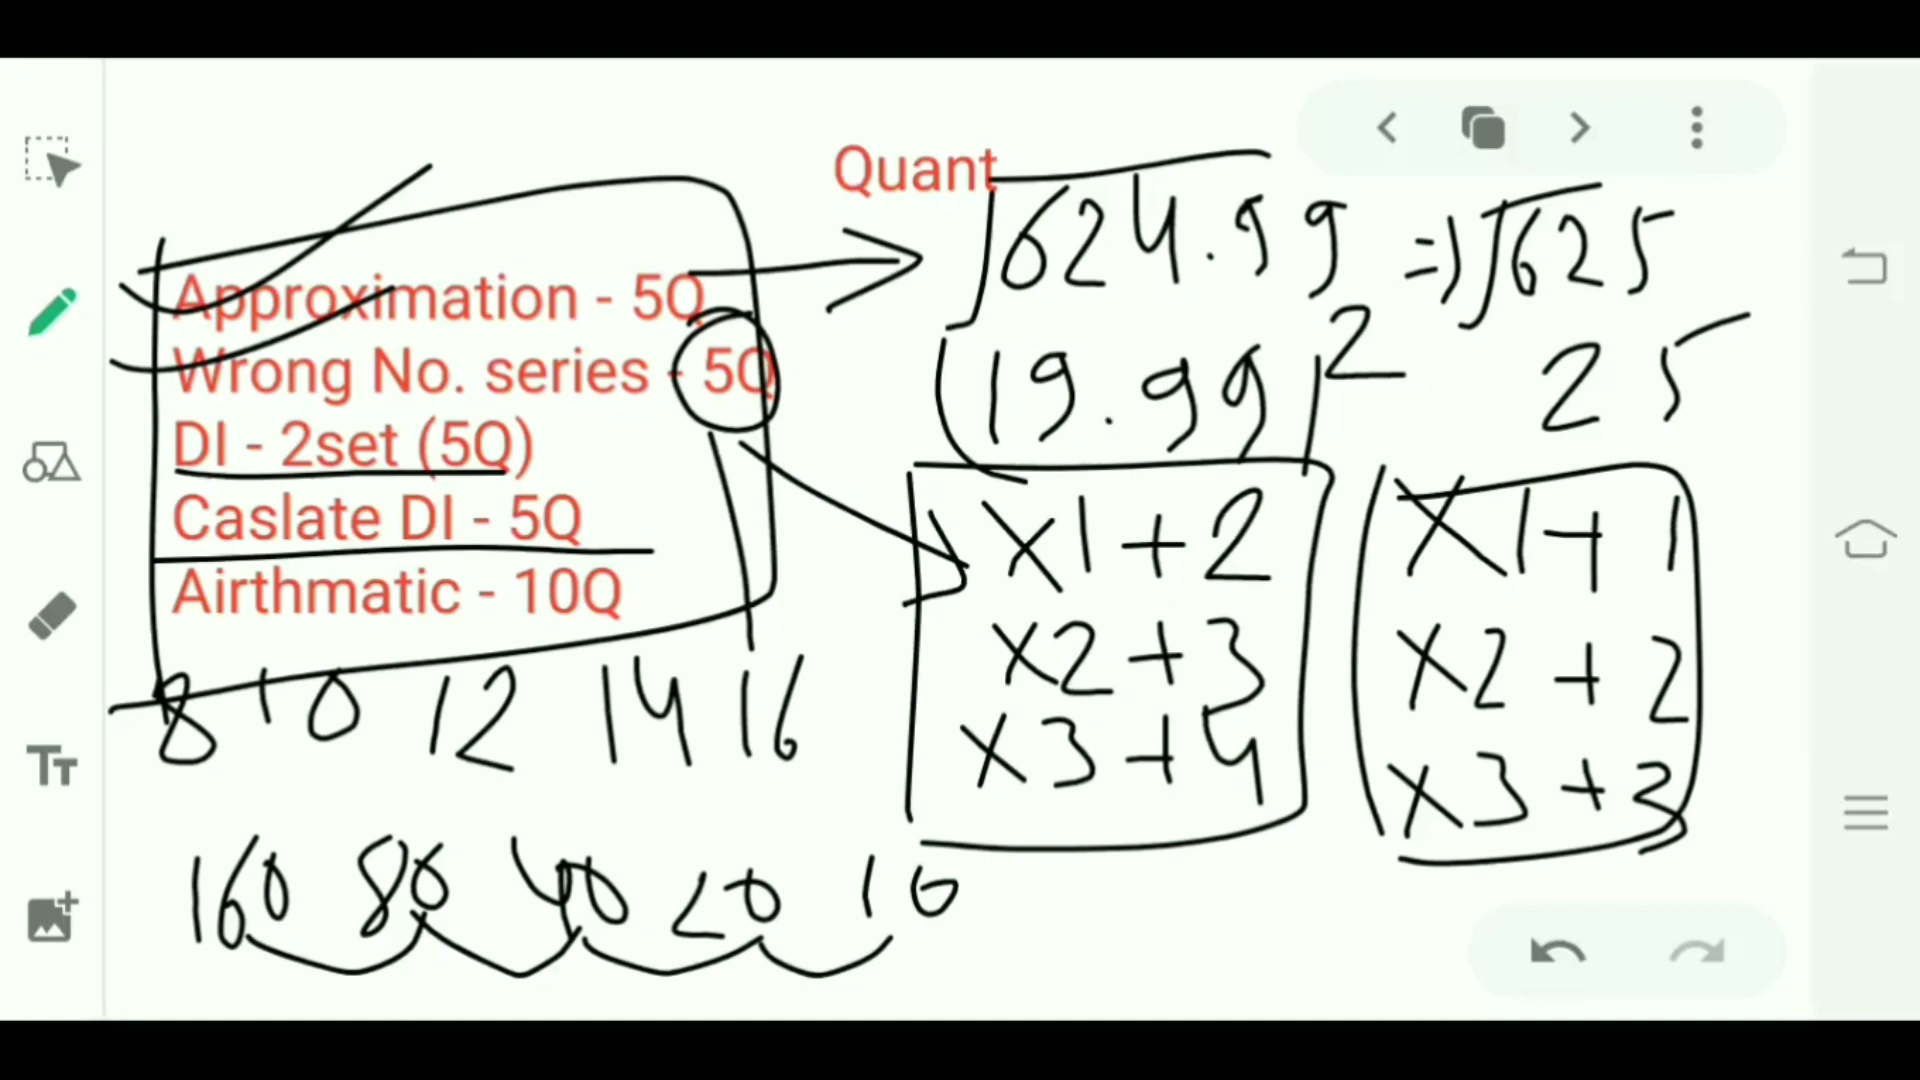 Quant
Approximation - 5Q
Wrong No. series - 5Q
DI - 2set (5Q)
Caslate DI - 5Q
Airthmatic - 10Q
√624.99 => √625
(19.99)2 25
×1+2
×2+3
×3+4
×1+1
×2+2
×3+3
8 10 12 14 16
160 80 40 20 10
TT